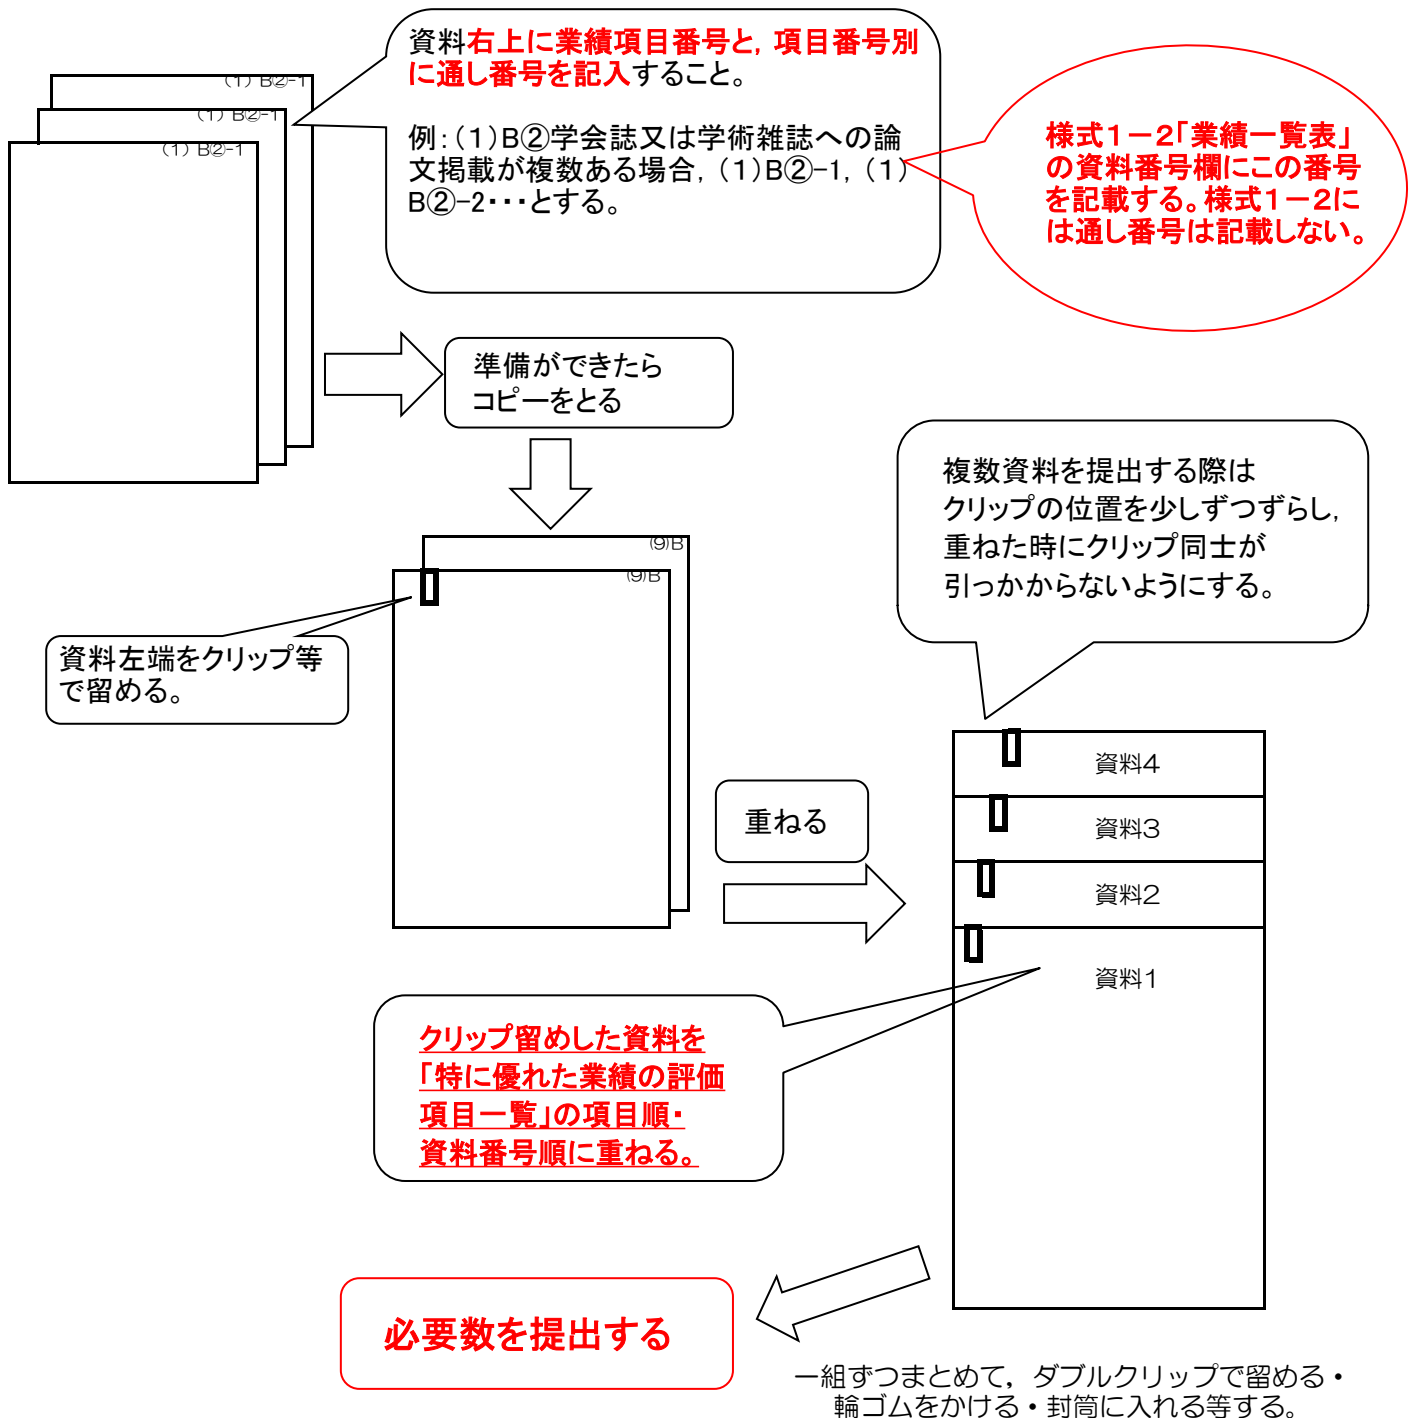 資料右上に業績項目番号と，項目番号別
に通し番号を記入すること。
例：（１）B②学会誌又は学術雑誌への論
文掲載が複数ある場合，（１）B②-1，（１）
B②-2・・・とする。
（１）B②-1
（１）B②-1
（１）B②-1
様式１－２「業績一覧表」
の資料番号欄にこの番号
を記載する。様式１－２に
は通し番号は記載しない。
準備ができたら
コピーをとる
複数資料を提出する際は
クリップの位置を少しずつずらし，
重ねた時にクリップ同士が
引っかからないようにする。
(9)B
(9)B
資料左端をクリップ等
で留める。
重ねる
資料4
資料3
資料2
資料1
クリップ留めした資料を
「特に優れた業績の評価
項目一覧」の項目順・
資料番号順に重ねる。
必要数を提出する
一組ずつまとめて，ダブルクリップで留める・
輪ゴムをかける・封筒に入れる等する。